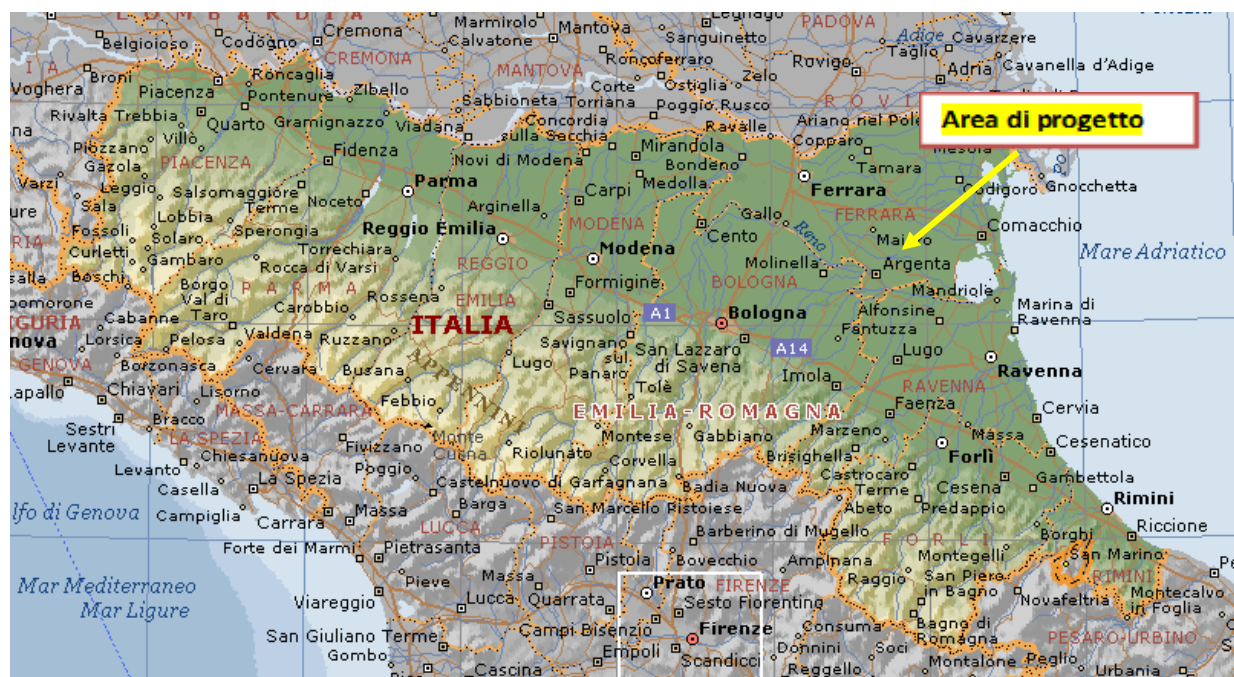 LOMBARDIA
Belgioioso
Codogno
Cremona
CREMONA
Marmirolo
Calvatone
Mantova
MANTOVA
Legnago
Sanguinetto
PADOVA
Adige
Cavarzere
Taglio
Adria
Cavanella d'Adige
Rovigo
Roncoferraro
Zelo
Ostiglia
Corte
Poggio Rusco
Voghera
Broni
Roncaglia
Piacenza
Pontenure
Zibello
Sabbioneta
Torriana
Rivalta Trebbia
Quarto
Gramignazzo
Viadana
Concordia
sulla Secchia
Ravalle
Ariano nel Pole
Area di progetto
Villò
Piozzano
PIACENZA
Gazola
Fidenza
Novi di Modena
Mirandola
Bondeno
Copparo
Tamara
Mesola
Po
Varzi
Leggio
Sala
Salsomaggiore
Terme
Noceto
Parma
Carpi
Medolla
Ferrara
Codigoro
Gnocchetta
Lobbia
Arginella
MODENA
Gallo
FERRARA
Fossoli
Solaro
Sperongia
Reggio Emilia
Cento
Reno
Comacchio
Curletti
Gambaro
Torrechiara
REGGIO
EMILIA
Modena
Molinella
Argenta
Mare Adriatico
Boschi
Rocca di Varsi
Borgo
Val di
Taro
PARMA
Rossena
Formigine
BOLOGNA
Mandriole
Cabanne
Carobbio
Sassuolo
A1
Bologna
Alfonsine
Marina di
Ravenna
LIGURIA
ITALIA
Fantuzza
Lorsica
Pelosa
Valdena
Ruzzano
Savignano
sul
Panaro
San Lazzaro
di Savena
A14
Lugo
GENOVA
Borzonasca
Cervara
Busana
Lugo
Tolè
Imola
Ravenna
Chiavari
Lisorno
APPENNINI
RAVENNA
MASSA-CARRARA
Febbio
EMILIA-ROMAGNA
Faenza
Cervia
Sestri
Levante
Bracco
LA SPEZIA
Chiesanuova
Fivizzano
Monte
Cusna
Riolunato
Montese
Gabbiano
Marzeno
Massa
Cesenatico
Levanto
Poggio
Corvella
Brisighella
Forlì
Casella
La Spezia
Castelnuovo di Garfagnana
Badia Nuova
Castrocaro
Terme
Cesena
Gambettola
lfo di Genova
Campiglia
Carrara
Massa
Barga
San Marcello Pistoiese
Abeto
Predappio
Rimini
LUCCA
Barberino di Mugello
Riccione
Forte dei Marmi
Pietrasanta
PISTOIA
FORLI
Borghi
Pistoia
Bovecchio
Ampinana
Montegelli
San Marino
Mar Mediterraneo
Mar Ligure
Pieve
Massa
Prato
FIRENZE
Raggio
San Piero
in Bagno
RIMINI
Viareggio
Lucca
Quarrata
Sesto Fiorentino
Novafeltria
Montecalvo
in Foglia
San Giuliano Terme
Campi Bisenzio
Firenze
Consuma
Bagno di
Romagna
PESARO-URBINO
Gombo
Empoli
Scandicci
Donnini
Soci
Cascina
Reggello
Montalone
Peglio
Urbania